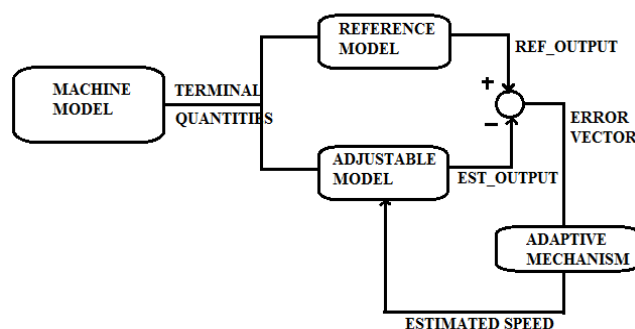 REFERENCE
MODEL
REF_OUTPUT
MACHINE
MODEL
TERMINAL
QUANTITIES
+
−
ERROR
VECTOR
ADJUSTABLE
MODEL
EST_OUTPUT
ADAPTIVE
MECHANISM
ESTIMATED SPEED